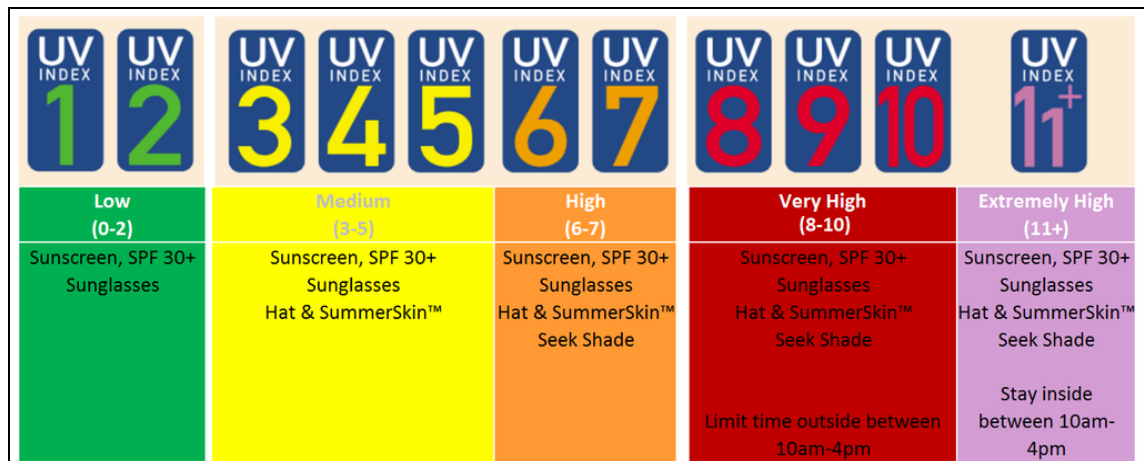 UV INDEX 1
UV INDEX 2
UV INDEX 3
UV INDEX 4
UV INDEX 5
UV INDEX 6
UV INDEX 7
UV INDEX 8
UV INDEX 9
UV INDEX 10
UV INDEX 11+
Low
(0-2)
Sunscreen, SPF 30+
Sunglasses
Medium
(3-5)
Sunscreen, SPF 30+
Sunglasses
Hat & SummerSkin™
High
(6-7)
Sunscreen, SPF 30+
Sunglasses
Hat & SummerSkin™
Seek Shade
Very High
(8-10)
Sunscreen, SPF 30+
Sunglasses
Hat & SummerSkin™
Seek Shade
Limit time outside between
10am-4pm
Extremely High
(11+)
Sunscreen, SPF 30+
Sunglasses
Hat & SummerSkin™
Seek Shade
Stay inside
between 10am-
4pm